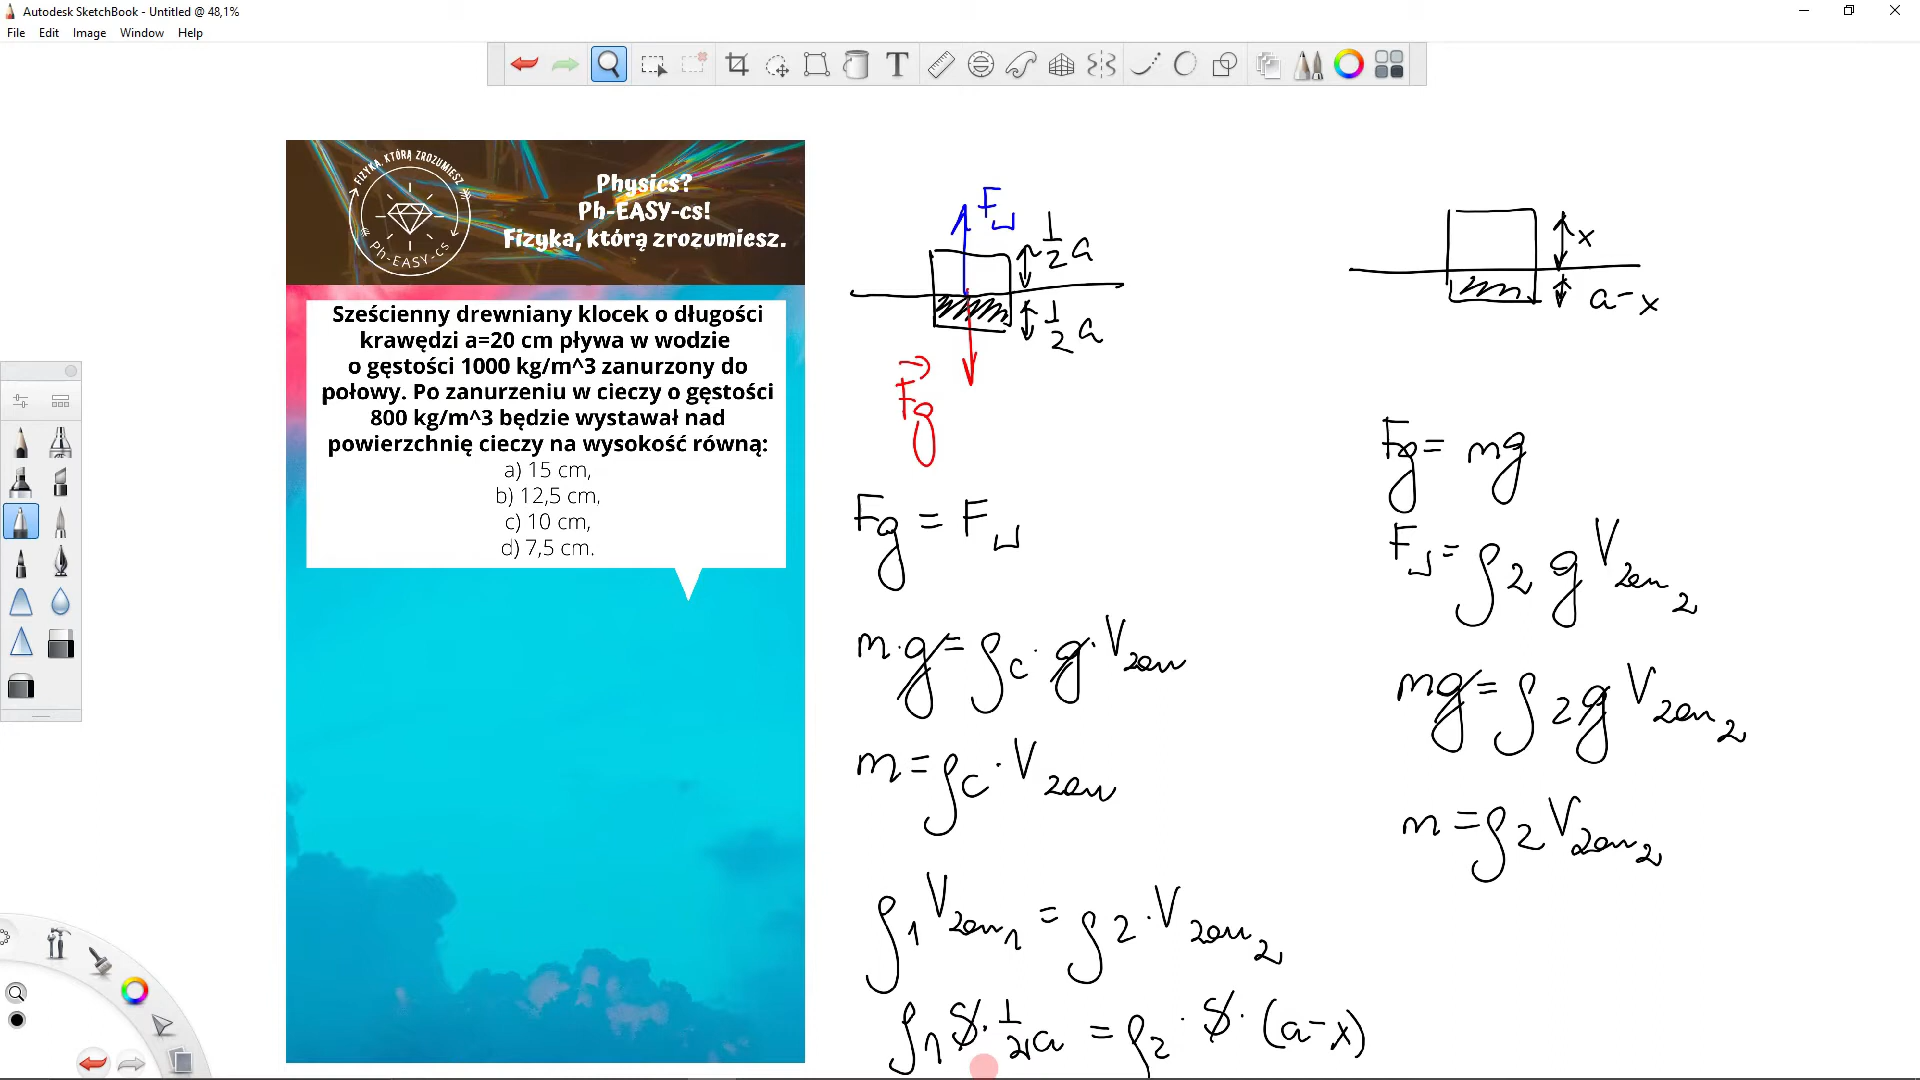 Autodesk SketchBook - Untitled @ 48,1%
File Edit Image Window Help
T
FIZYKA, KTÓRĄ ZROZUMIESZ
Ph-EASY-cs
Physics?
Ph-EASY-cs!
Fizyka, którą zrozumiesz.
Sześcienny drewniany klocek o długości
krawędzi a=20 cm pływa w wodzie
o gęstości 1000 kg/m^3 zanurzony do
połowy. Po zanurzeniu w cieczy o gęstości
800 kg/m^3 będzie wystawał nad
powierzchnię cieczy na wysokość równą:
a) 15 cm,
b) 12,5 cm,
c) 10 cm,
d) 7,5 cm.
Fw
1/2 a
1/2 a
Fg
Fg = Fw
m·g = ρc · g · Vzan
m = ρc · Vzan
ρ1 Vzan1 = ρ2 · Vzan2
ρ1 S · 1/2 a = ρ2 · S · (a-x)
x
a-x
Fg = mg
Fw = ρ2 g Vzan2
mg = ρ2 g Vzan2
m = ρ2 Vzan2